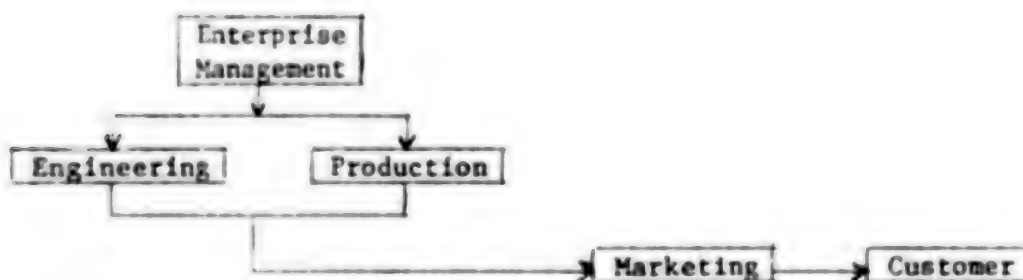 Enterprise
Management
Engineering
Production
Marketing
Customer